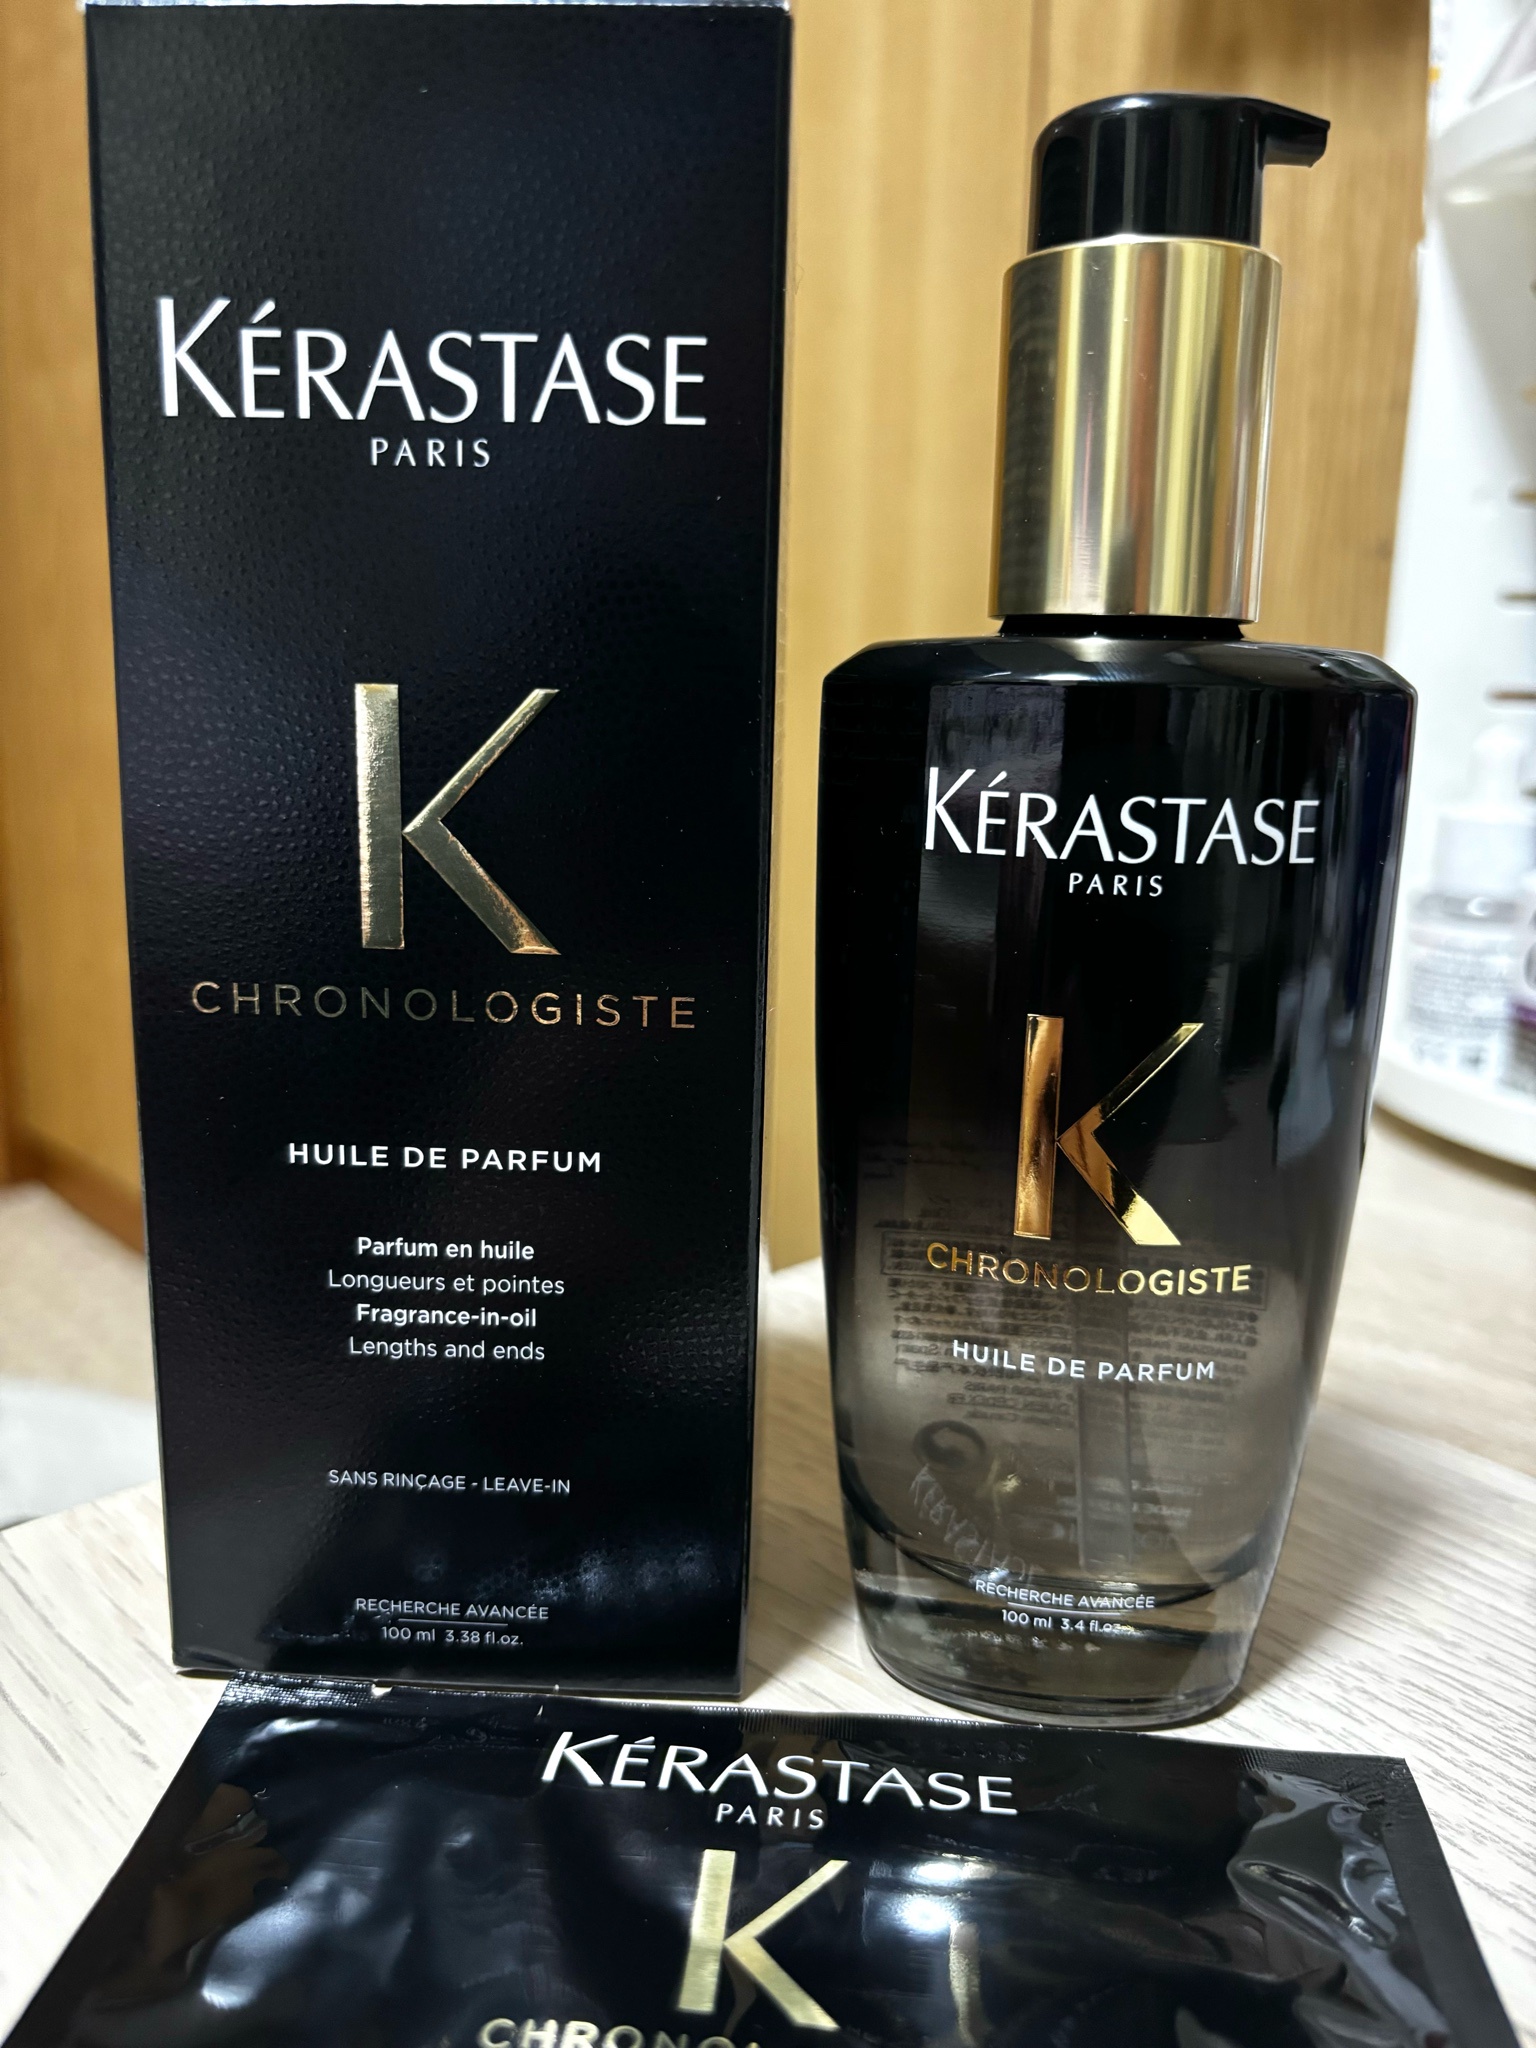 KÉRASTASE
PARIS
K
CHRONOLOGISTE
HUILE DE PARFUM
Parfum en huile
Longueurs et pointes
Fragrance-in-oil
Lengths and ends
SANS RINÇAGE - LEAVE-IN
RECHERCHE AVANCÉE
100 ml 3.38 fl.oz.
KÉRASTASE
PARIS
K
CHRONOLOGISTE
HUILE DE PARFUM
RECHERCHE AVANCÉE
100 ml 3.4 fl.oz.
KÉRASTASE
PARIS
K